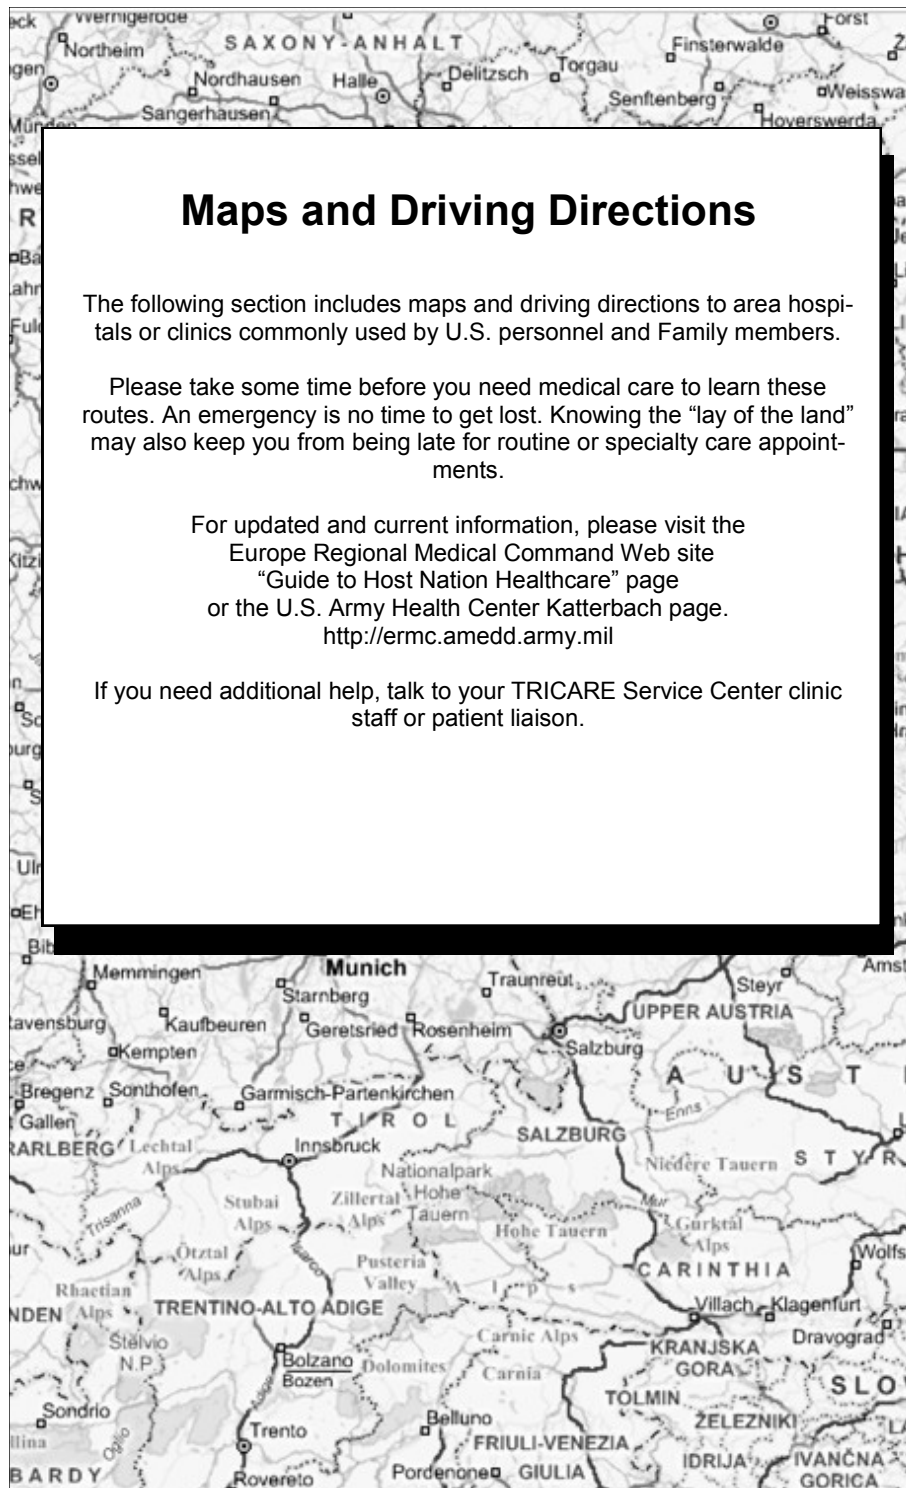 Wernigerode
Forst
Northeim
SAXONY-ANHALT
Finsterwalde
Nordhausen
Halle
Delitzsch
Torgau
Senftenberg
Sangerhausen
Hoyerswerda
Maps and Driving Directions
The following section includes maps and driving directions to area hospi-
tals or clinics commonly used by U.S. personnel and Family members.
Please take some time before you need medical care to learn these
routes. An emergency is no time to get lost. Knowing the “lay of the land”
may also keep you from being late for routine or specialty care appoint-
ments.
For updated and current information, please visit the
Europe Regional Medical Command Web site
“Guide to Host Nation Healthcare” page
or the U.S. Army Health Center Katterbach page.
http://ermc.amedd.army.mil
If you need additional help, talk to your TRICARE Service Center clinic
staff or patient liaison.
Munich
Memmingen
Starnberg
Traunreut
Steyr
Kaufbeuren
Geretsried
Rosenheim
UPPER AUSTRIA
Kempten
Salzburg
Bregenz
Sonthofen
Garmisch-Partenkirchen
Gallen
TIROL
Enns
SALZBURG
Lechtal
Alps
Innsbruck
Nationalpark
Hohe
Tauern
Niedere Tauern
Stubai
Alps
Zillertal
Alps
Mur
Trisanna
Hohe Tauern
Gurktal
Alps
Ötztal
Alps
Isarco
Pusteria
Valley
Alps
CARINTHIA
Rhaetian
Alps
TRENTINO-ALTO ADIGE
Villach
Klagenfurt
Stelvio
N.P.
Carnic Alps
Dravograd
KRANJSKA
GORA
Bolzano
Bozen
Dolomites
Carnia
Adige
TOLMIN
Sondrio
Oglio
Trento
Belluno
ŽELEZNIKI
FRIULI-VENEZIA
GIULIA
IDRIJA
IVANČNA
GORICA
Rovereto
Pordenone